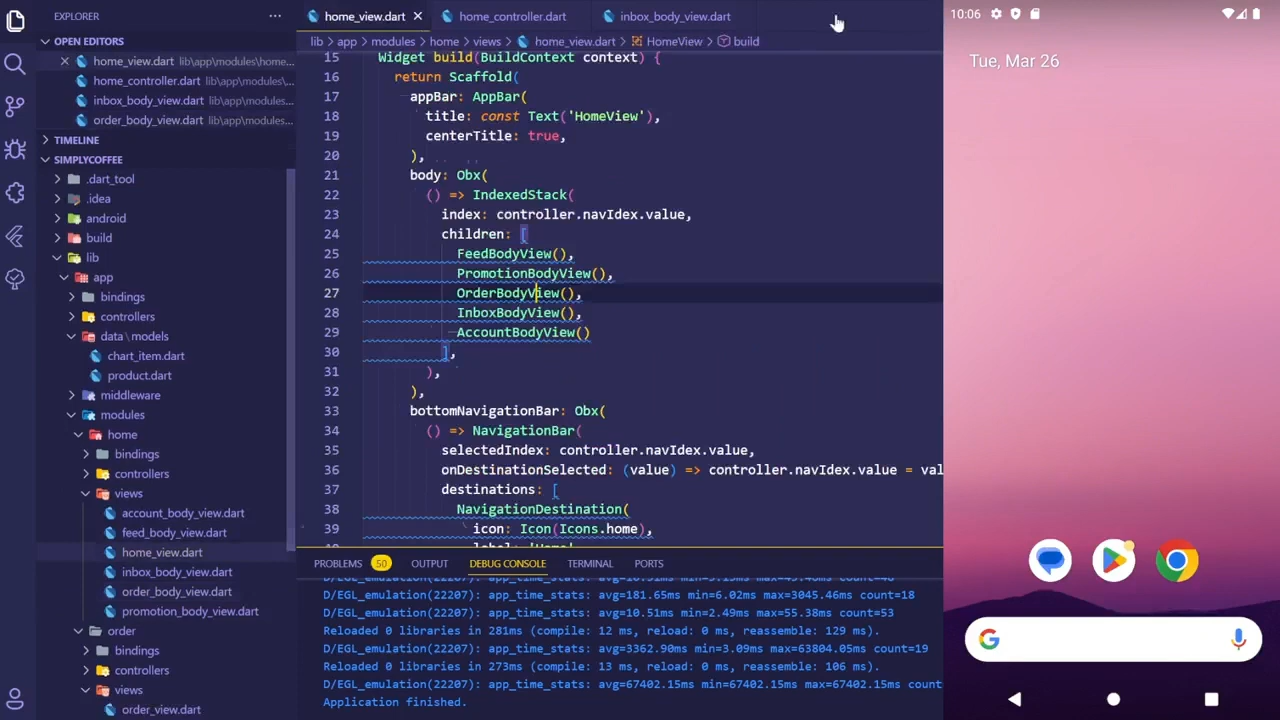 EXPLORER
OPEN EDITORS
home_view.dart lib\app\modules\home...
home_controller.dart lib\app\modules\...
inbox_body_view.dart lib\app\module...
order_body_view.dart lib\app\modules...
TIMELINE
SIMPLYCOFFEE
.dart_tool
.idea
android
build
lib
app
bindings
controllers
data\models
chart_item.dart
product.dart
middleware
modules
home
bindings
controllers
views
account_body_view.dart
feed_body_view.dart
home_view.dart
inbox_body_view.dart
order_body_view.dart
promotion_body_view.dart
order
bindings
controllers
views
order_view.dart
home_view.dart home_controller.dart inbox_body_view.dart
lib > app > modules > home > views > home_view.dart > HomeView > build
15 Widget build(BuildContext context) {
16 return Scaffold(
17 appBar: AppBar(
18 title: const Text('HomeView'),
19 centerTitle: true,
20 ),
21 body: Obx(
22 () => IndexedStack(
23 index: controller.navIdex.value,
24 children: [
25 FeedBodyView(),
26 PromotionBodyView(),
27 OrderBodyView(),
28 InboxBodyView(),
29 AccountBodyView()
30 ],
31 ),
32 ),
33 bottomNavigationBar: Obx(
34 () => NavigationBar(
35 selectedIndex: controller.navIdex.value,
36 onDestinationSelected: (value) => controller.navIdex.value = val
37 destinations: [
38 NavigationDestination(
39 icon: Icon(Icons.home),
PROBLEMS 50 OUTPUT DEBUG CONSOLE TERMINAL PORTS
D/EGL_emulation(22207): app_time_stats: avg=181.65ms min=6.02ms max=3045.46ms count=18
D/EGL_emulation(22207): app_time_stats: avg=10.51ms min=2.49ms max=55.38ms count=53
Reloaded 0 libraries in 281ms (compile: 12 ms, reload: 0 ms, reassemble: 129 ms).
D/EGL_emulation(22207): app_time_stats: avg=3362.90ms min=3.09ms max=63804.05ms count=19
Reloaded 0 libraries in 273ms (compile: 13 ms, reload: 0 ms, reassemble: 106 ms).
D/EGL_emulation(22207): app_time_stats: avg=67402.15ms min=67402.15ms max=67402.15ms count
Application finished.
10:06
Tue, Mar 26